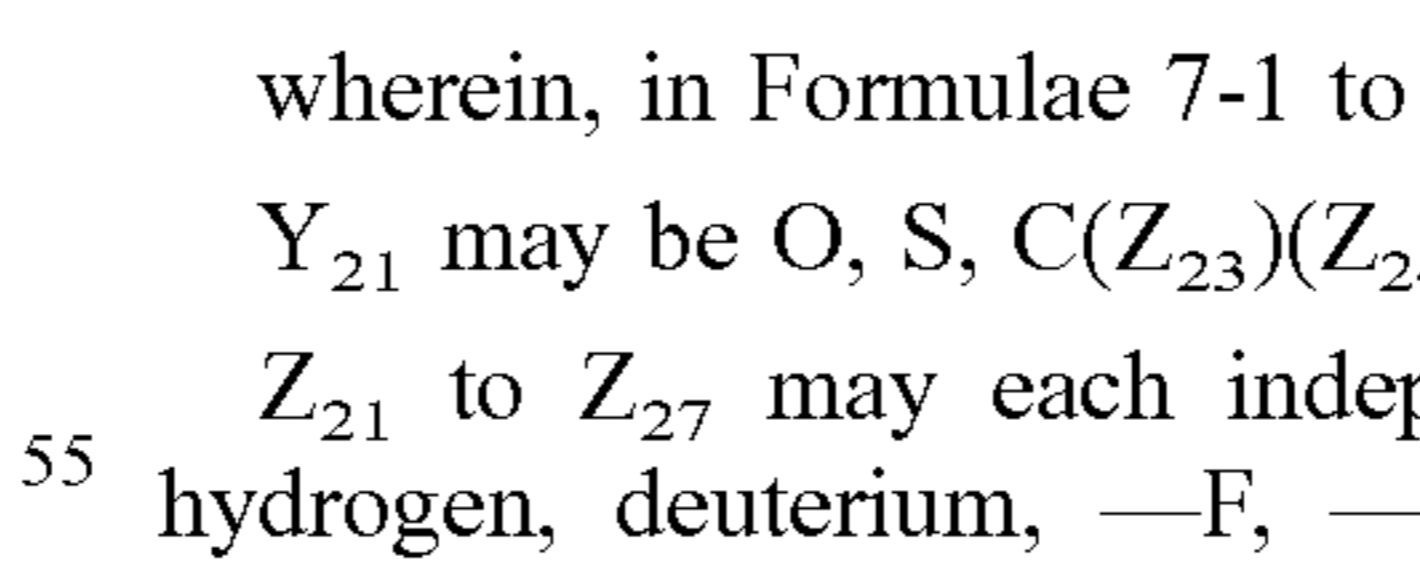 wherein, in Formulae 7-1 to
Y₂₁ may be O, S, C(Z₂₃)(Z₂
Z₂₁ to Z₂₇ may each
55
hydrogen, deuterium, —F, —